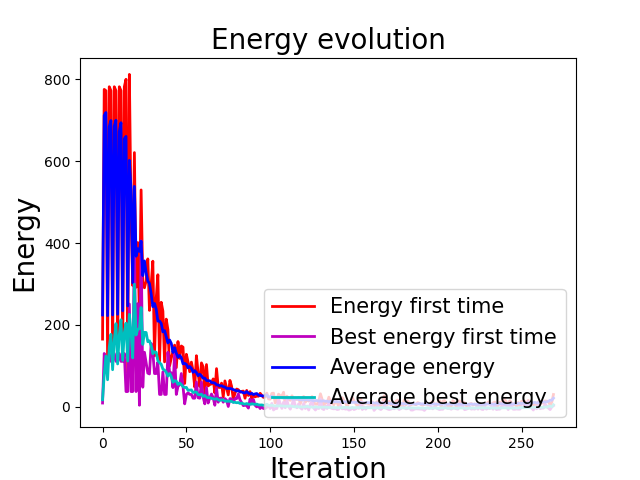 Energy evolution
Energy
800
600
400
200
0
Energy first time
Best energy first time
Average energy
Average best energy
0 50 100 150 200 250
Iteration